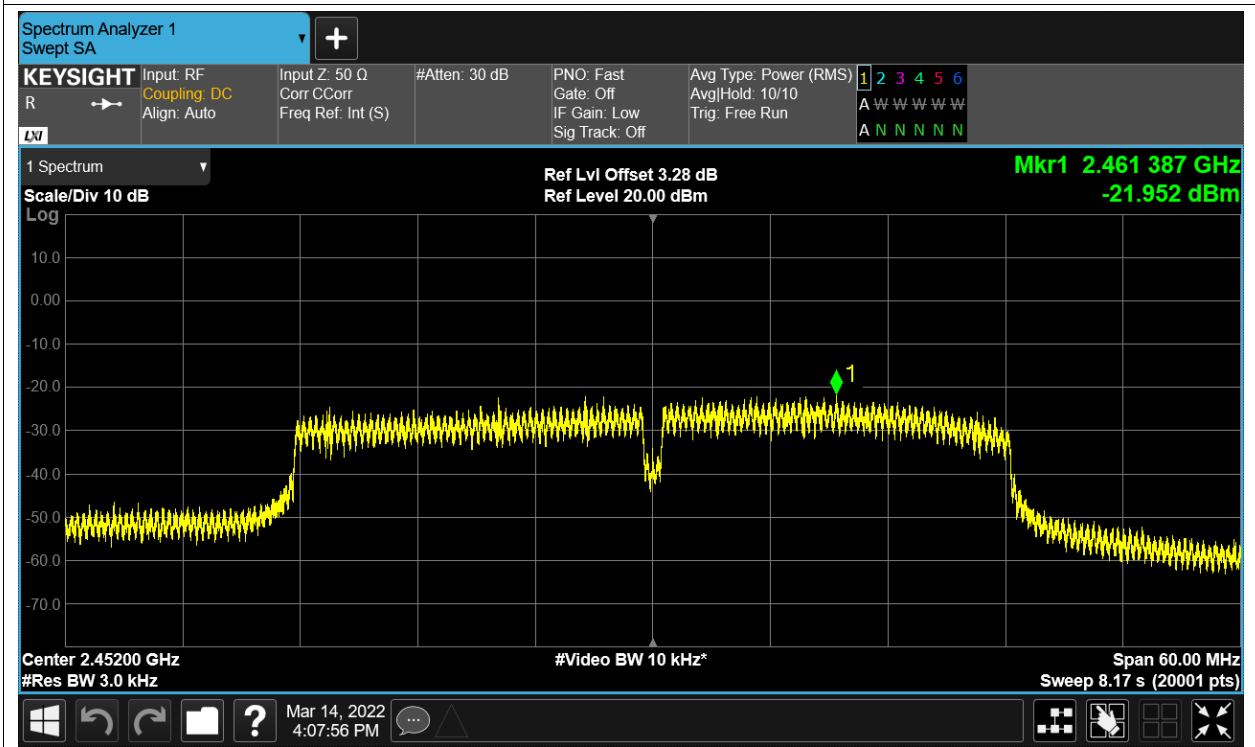 Spectrum Analyzer 1
Swept SA
KEYSIGHT
R
LXI
Input: RF
Coupling: DC
Align: Auto
Input Z: 50 Ω
Corr CCorr
Freq Ref: Int (S)
#Atten: 30 dB
PNO: Fast
Gate: Off
IF Gain: Low
Sig Track: Off
Avg Type: Power (RMS)
Avg|Hold: 10/10
Trig: Free Run
1 2 3 4 5 6
A W W W W W
A N N N N N
1 Spectrum
Scale/Div 10 dB
Ref Lvl Offset 3.28 dB
Ref Level 20.00 dBm
Mkr1 2.461 387 GHz
-21.952 dBm
Log
10.0
0.00
-10.0
-20.0
-30.0
-40.0
-50.0
-60.0
-70.0
1
Center 2.45200 GHz
#Res BW 3.0 kHz
#Video BW 10 kHz*
Span 60.00 MHz
Sweep 8.17 s (20001 pts)
?
Mar 14, 2022
4:07:56 PM